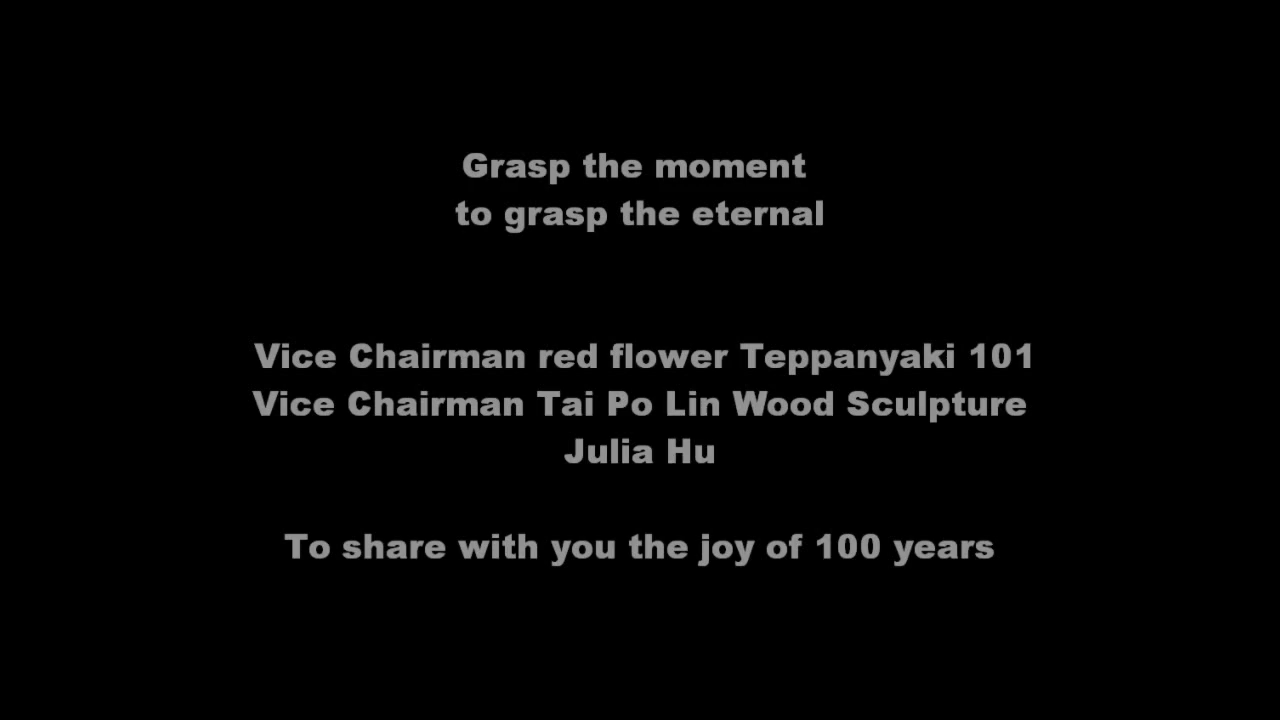 Grasp the moment
to grasp the eternal
Vice Chairman red flower Teppanyaki 101
Vice Chairman Tai Po Lin Wood Sculpture
Julia Hu
To share with you the joy of 100 years